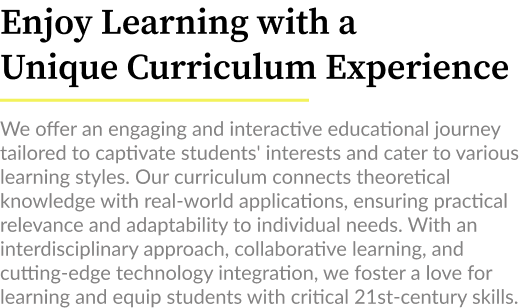 Enjoy Learning with a
Unique Curriculum Experience
We offer an engaging and interactive educational journey
tailored to captivate students' interests and cater to various
learning styles. Our curriculum connects theoretical
knowledge with real-world applications, ensuring practical
relevance and adaptability to individual needs. With an
interdisciplinary approach, collaborative learning, and
cutting-edge technology integration, we foster a love for
learning and equip students with critical 21st-century skills.